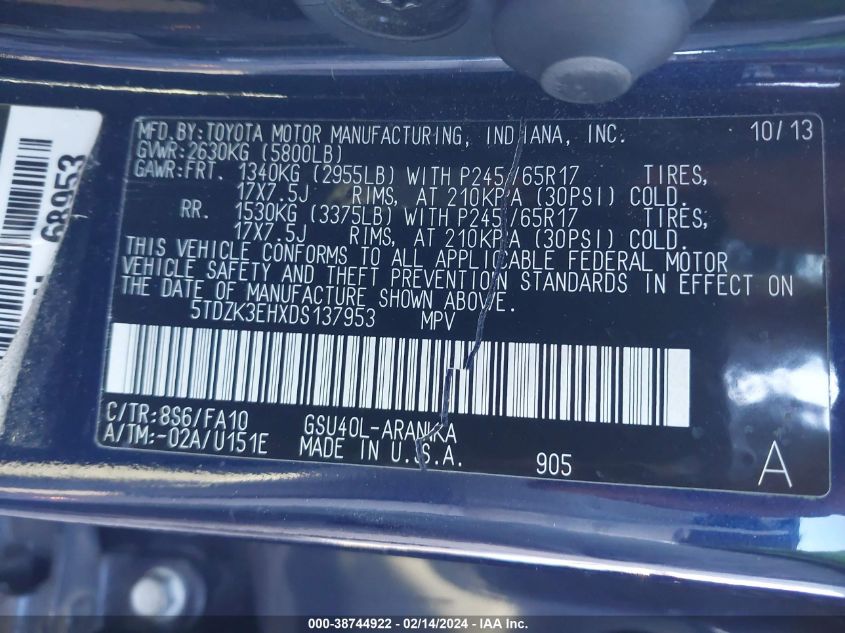 MFD. BY: TOYOTA MOTOR MANUFACTURING, INDIANA, INC. 10/13
GVWR: 2630KG (5800LB)
GAWR: FRT. 1340KG (2955LB) WITH P245/65R17 TIRES,
17X7.5J RIMS, AT 210KPA (30PSI) COLD.
RR. 1530KG (3375LB) WITH P245/65R17 TIRES,
17X7.5J RIMS, AT 210KPA (30PSI) COLD.
THIS VEHICLE CONFORMS TO ALL APPLICABLE FEDERAL MOTOR
VEHICLE SAFETY AND THEFT PREVENTION STANDARDS IN EFFECT ON
THE DATE OF MANUFACTURE SHOWN ABOVE.
5TDZK3EHXDS137953 MPV
C/TR: 8S6/FA10 GSU40L-ARANKA
A/TM: -02A/U151E MADE IN U.S.A. 905 A
68953
000-38744922 - 02/14/2024 - IAA Inc.